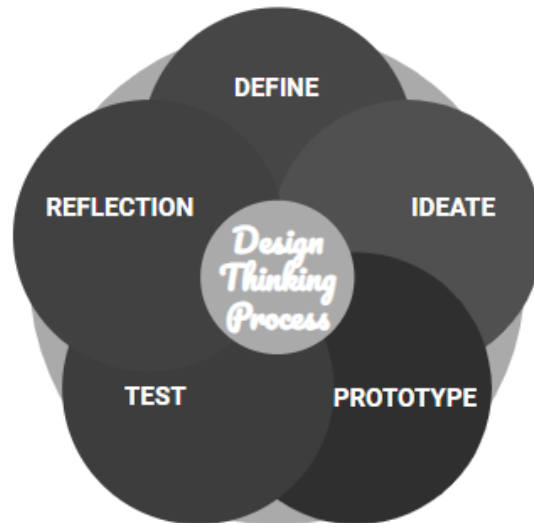 DEFINE
IDEATE
REFLECTION
Design
Thinking
Process
PROTOTYPE
TEST